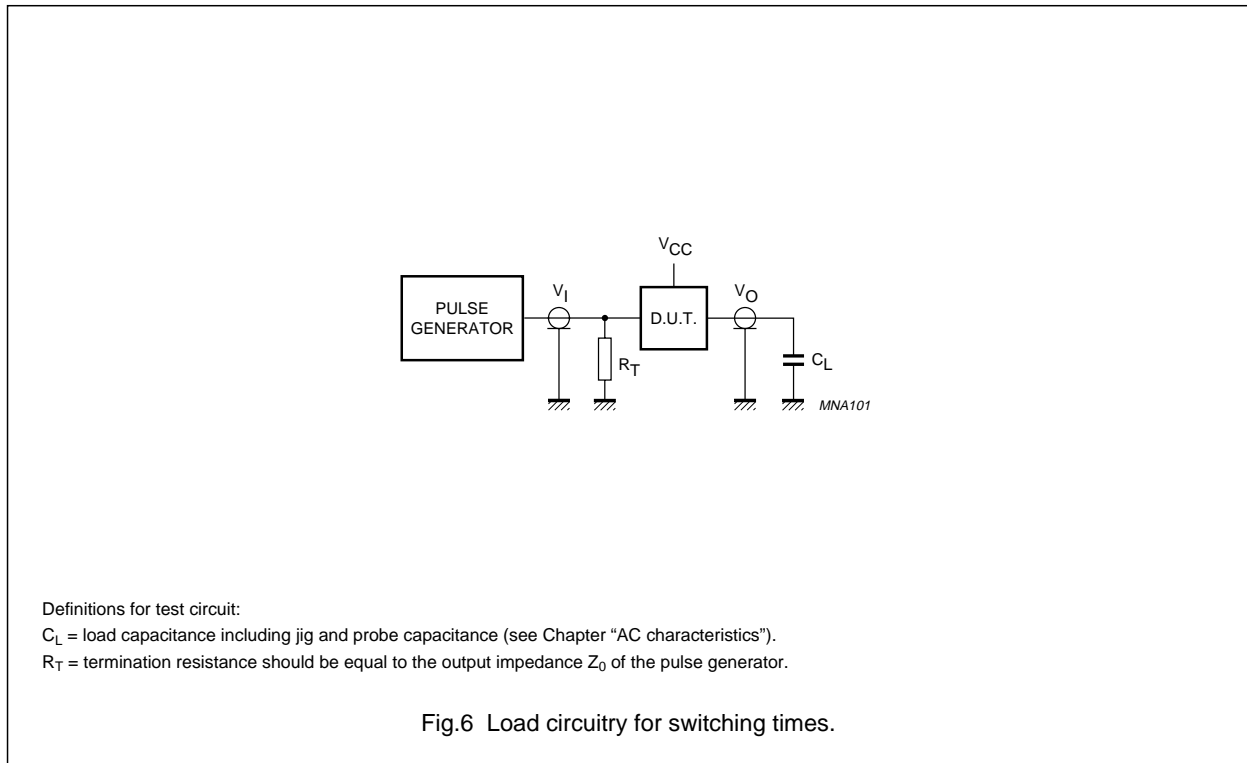 V_CC
PULSE
GENERATOR
V_I
D.U.T.
V_O
R_T
C_L
MNA101
Definitions for test circuit:
C_L = load capacitance including jig and probe capacitance (see Chapter “AC characteristics”).
R_T = termination resistance should be equal to the output impedance Z_0 of the pulse generator.
Fig.6 Load circuitry for switching times.